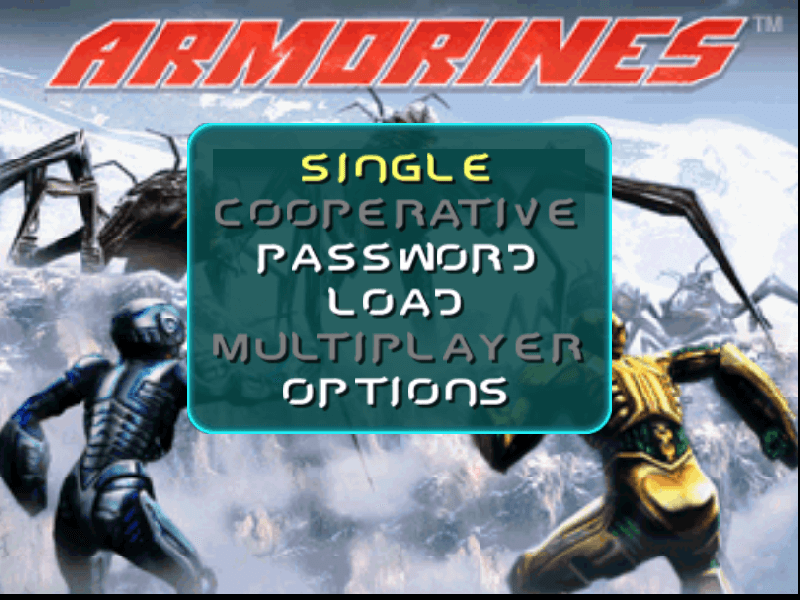 ARMORINES™
SINGLE
COOPERATIVE
PASSWORD
LOAD
MULTIPLAYER
OPTIONS